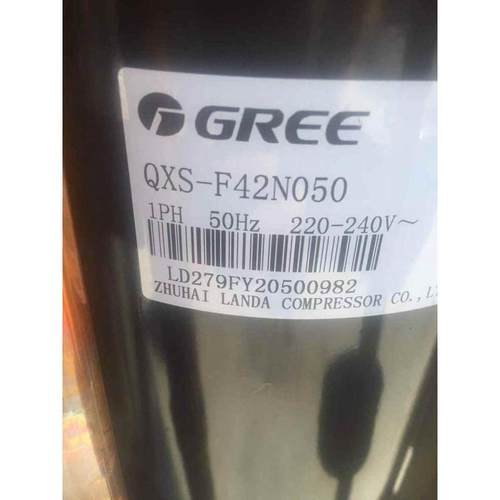 GREE
QXS-F42N050
1PH 50Hz 220-240V~
LD279FY20500982
ZHUHAI LANDA COMPRESSOR CO.,